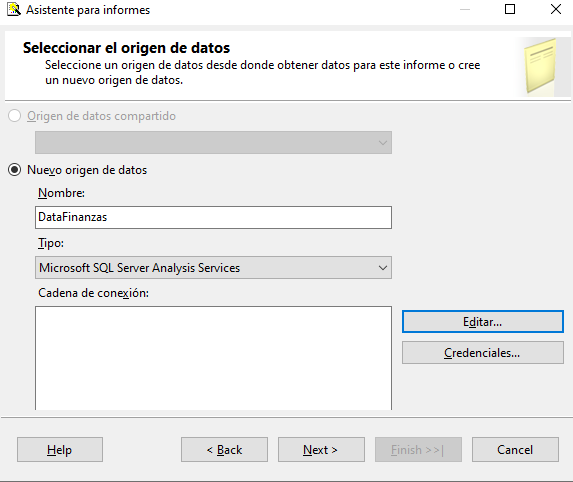 Asistente para informes
Seleccionar el origen de datos
Seleccione un origen de datos desde donde obtener datos para este informe o cree
un nuevo origen de datos.
Origen de datos compartido
Nuevo origen de datos
Nombre:
DataFinanzas
Tipo:
Microsoft SQL Server Analysis Services
Cadena de conexión:
Editar...
Credenciales...
Help
< Back
Next >
Finish >>|
Cancel